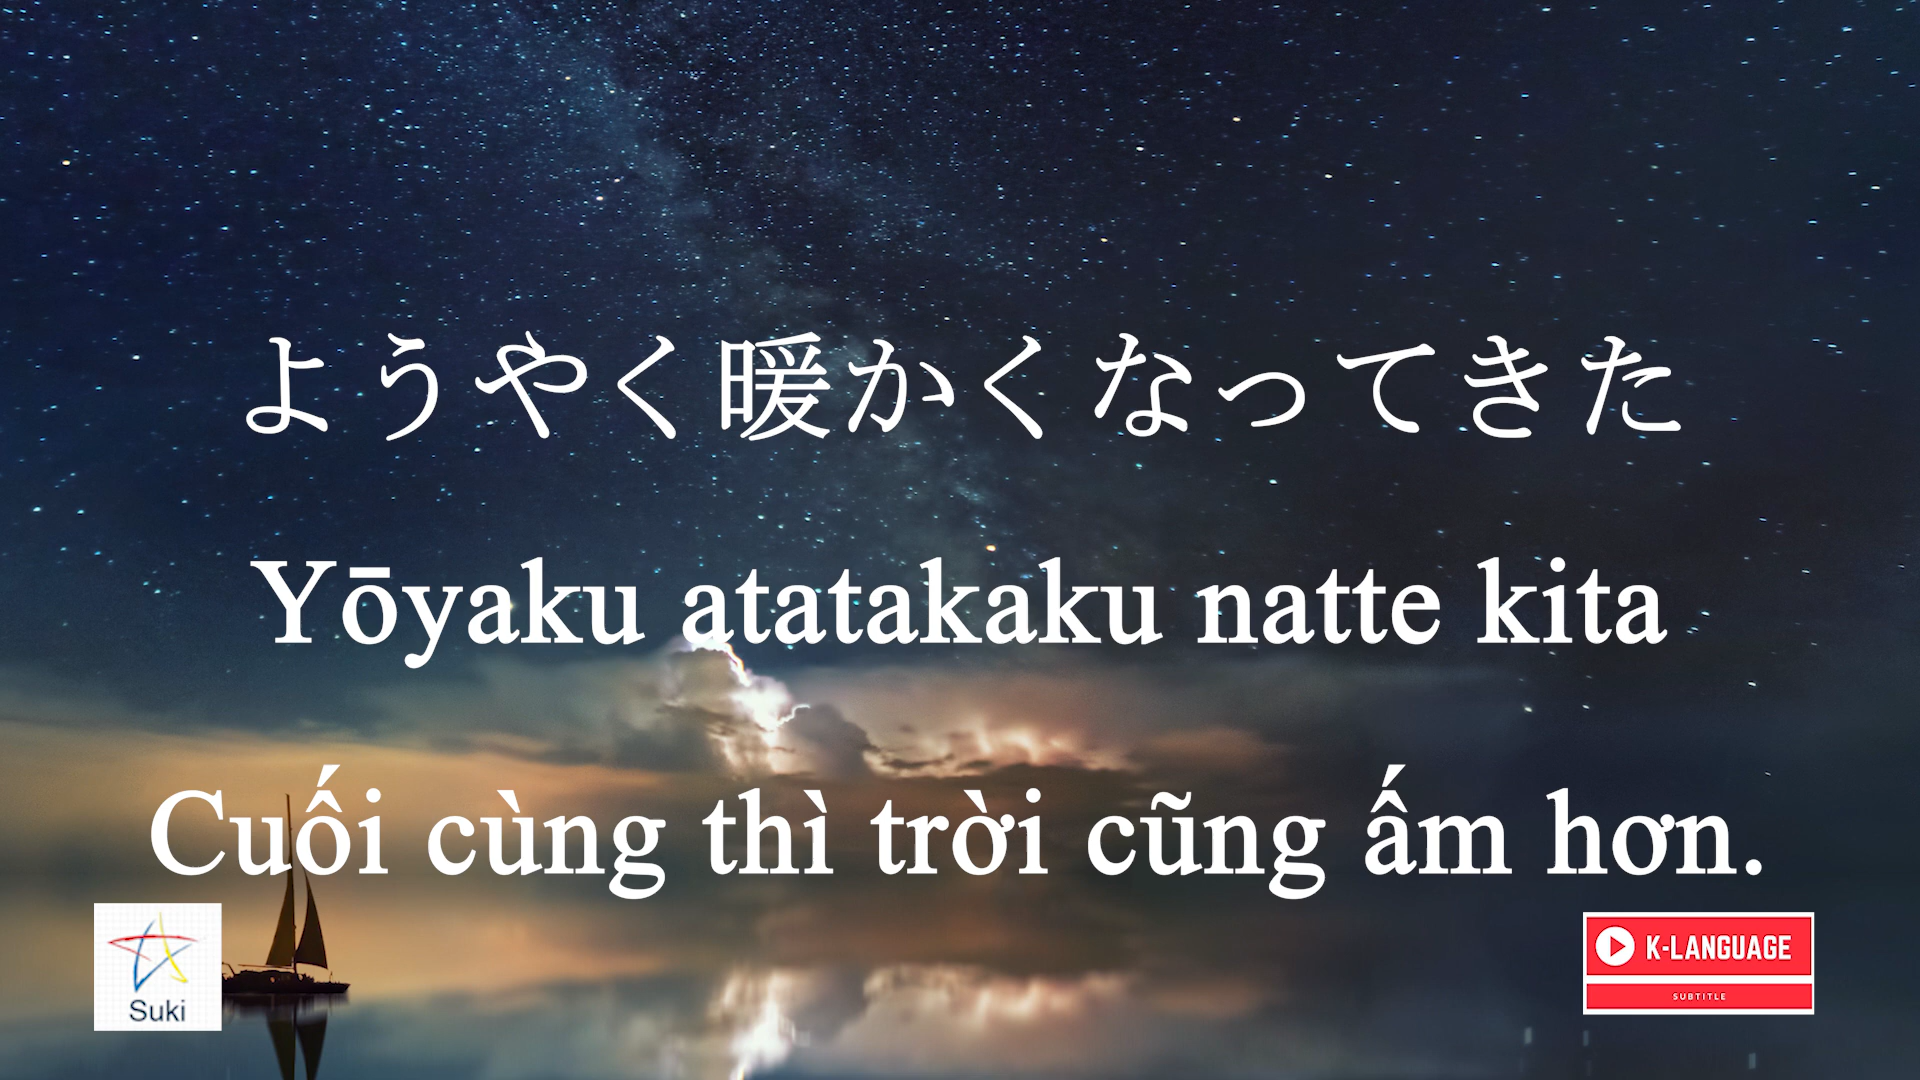 ようやく暖かくなってきた
Yōyaku atatakaku natte kita
Cuối cùng thì trời cũng ấm hơn.
Suki
K-LANGUAGE
SUBTITLE